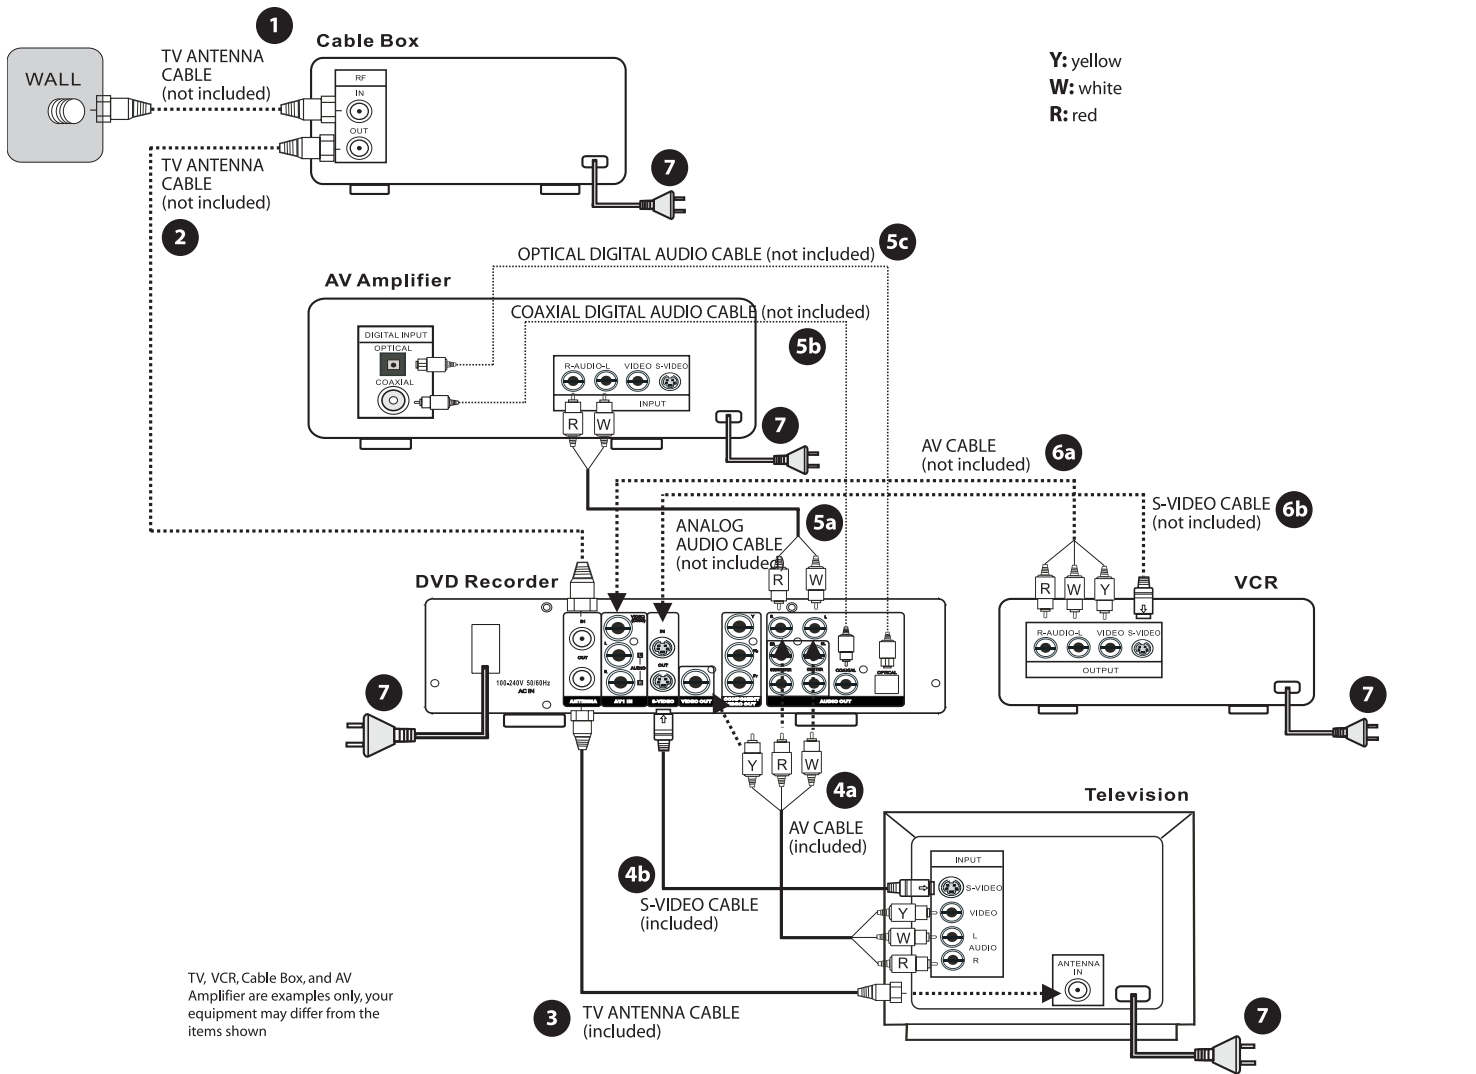 1
Cable Box
TV ANTENNA
CABLE
(not included)
WALL
RF
IN
OUT
Y: yellow
W: white
R: red
TV ANTENNA
CABLE
(not included)
2
7
OPTICAL DIGITAL AUDIO CABLE (not included)
5c
AV Amplifier
COAXIAL DIGITAL AUDIO CABLE (not included)
5b
DIGITAL INPUT
OPTICAL
COAXIAL
R-AUDIO-L VIDEO S-VIDEO
INPUT
R W
7
AV CABLE
(not included)
6a
S-VIDEO CABLE
(not included)
6b
ANALOG
AUDIO CABLE
(not included)
5a
R W
DVD Recorder
IN
OUT
ANTENNA
L
AUDIO
R
AV1 IN
IN
OUT
S-VIDEO
VIDEO OUT
Y
R L
COAXIAL
OPTICAL
AUDIO OUT
100-240V 50/60Hz
AC IN
7
VCR
R W Y
R-AUDIO-L VIDEO S-VIDEO
OUTPUT
7
Y R W
4a
AV CABLE
(included)
4b
S-VIDEO CABLE
(included)
Television
INPUT
S-VIDEO
Y VIDEO
W L
AUDIO
R R
ANTENNA
IN
3
TV ANTENNA CABLE
(included)
7
TV, VCR, Cable Box, and AV
Amplifier are examples only, your
equipment may differ from the
items shown